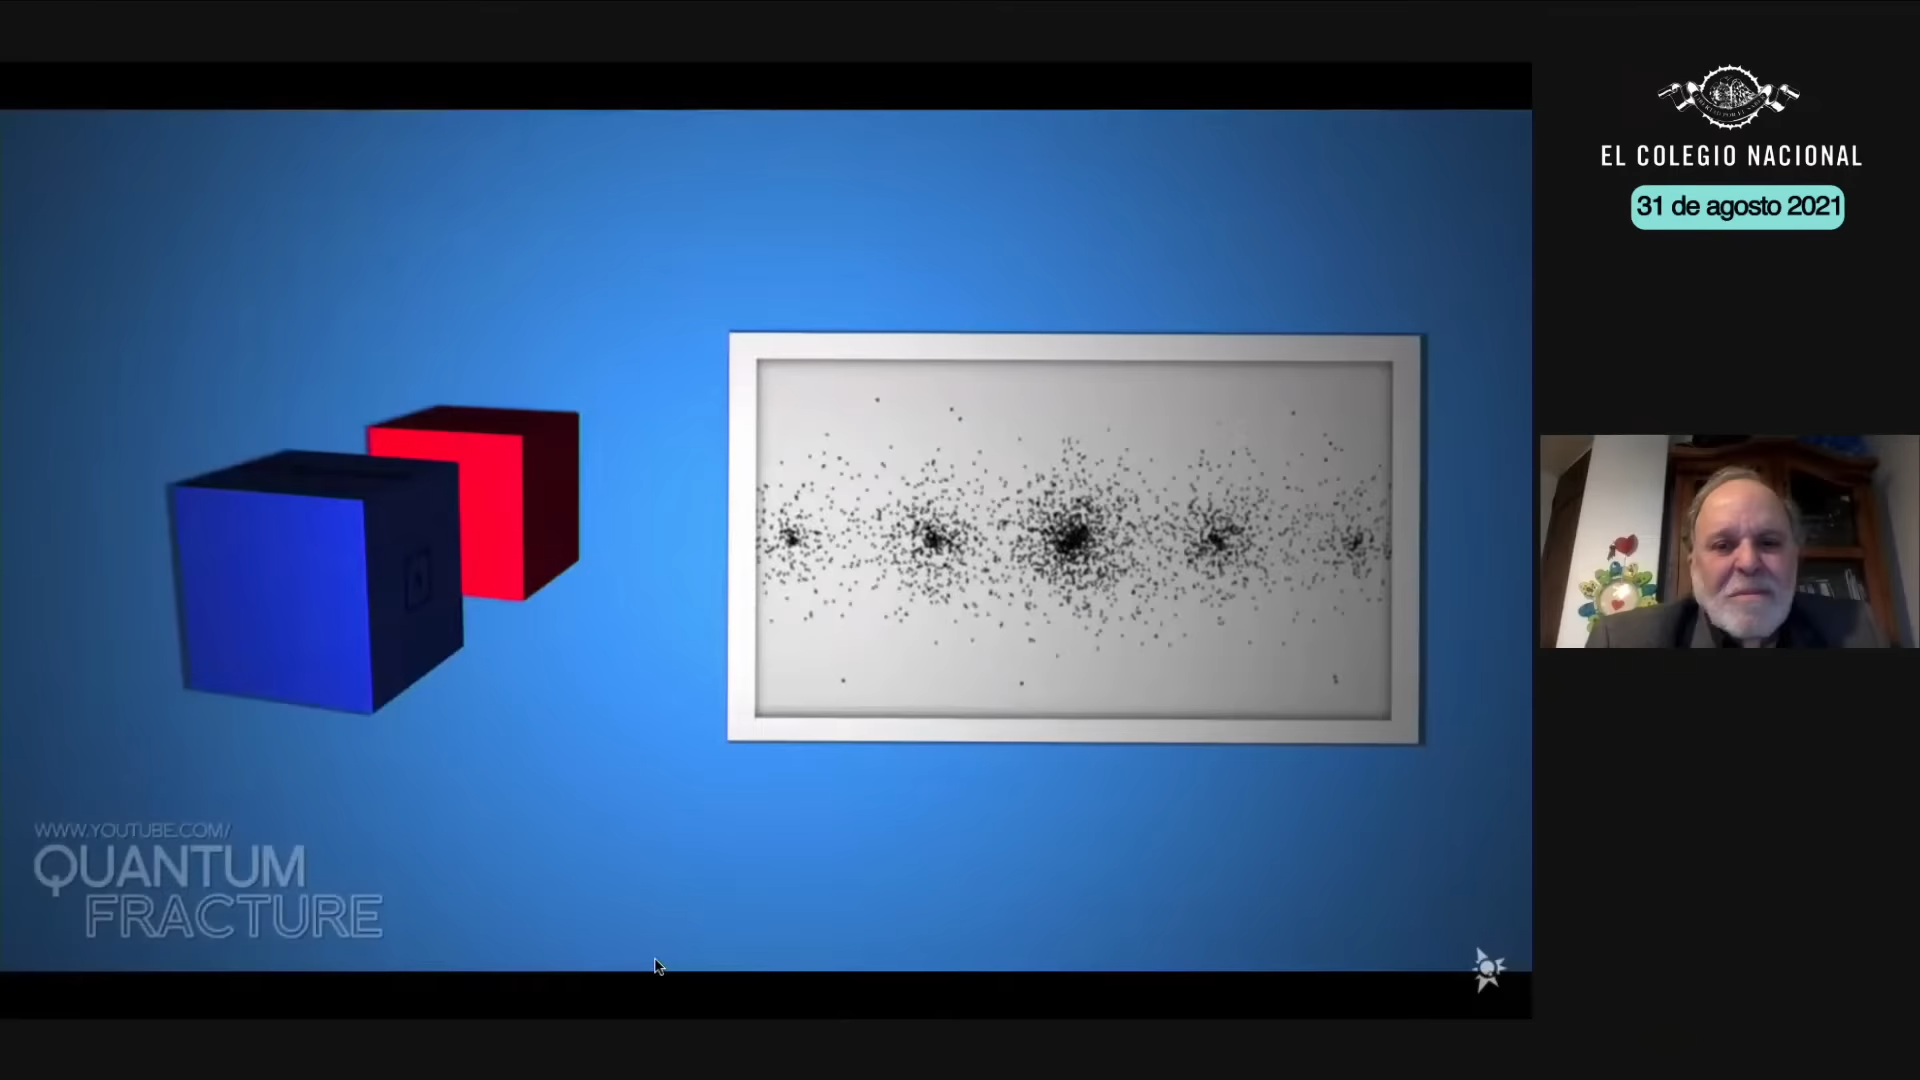 EL COLEGIO NACIONAL
31 de agosto 2021
WWW.YOUTUBE.COM/
QUANTUM
FRACTURE